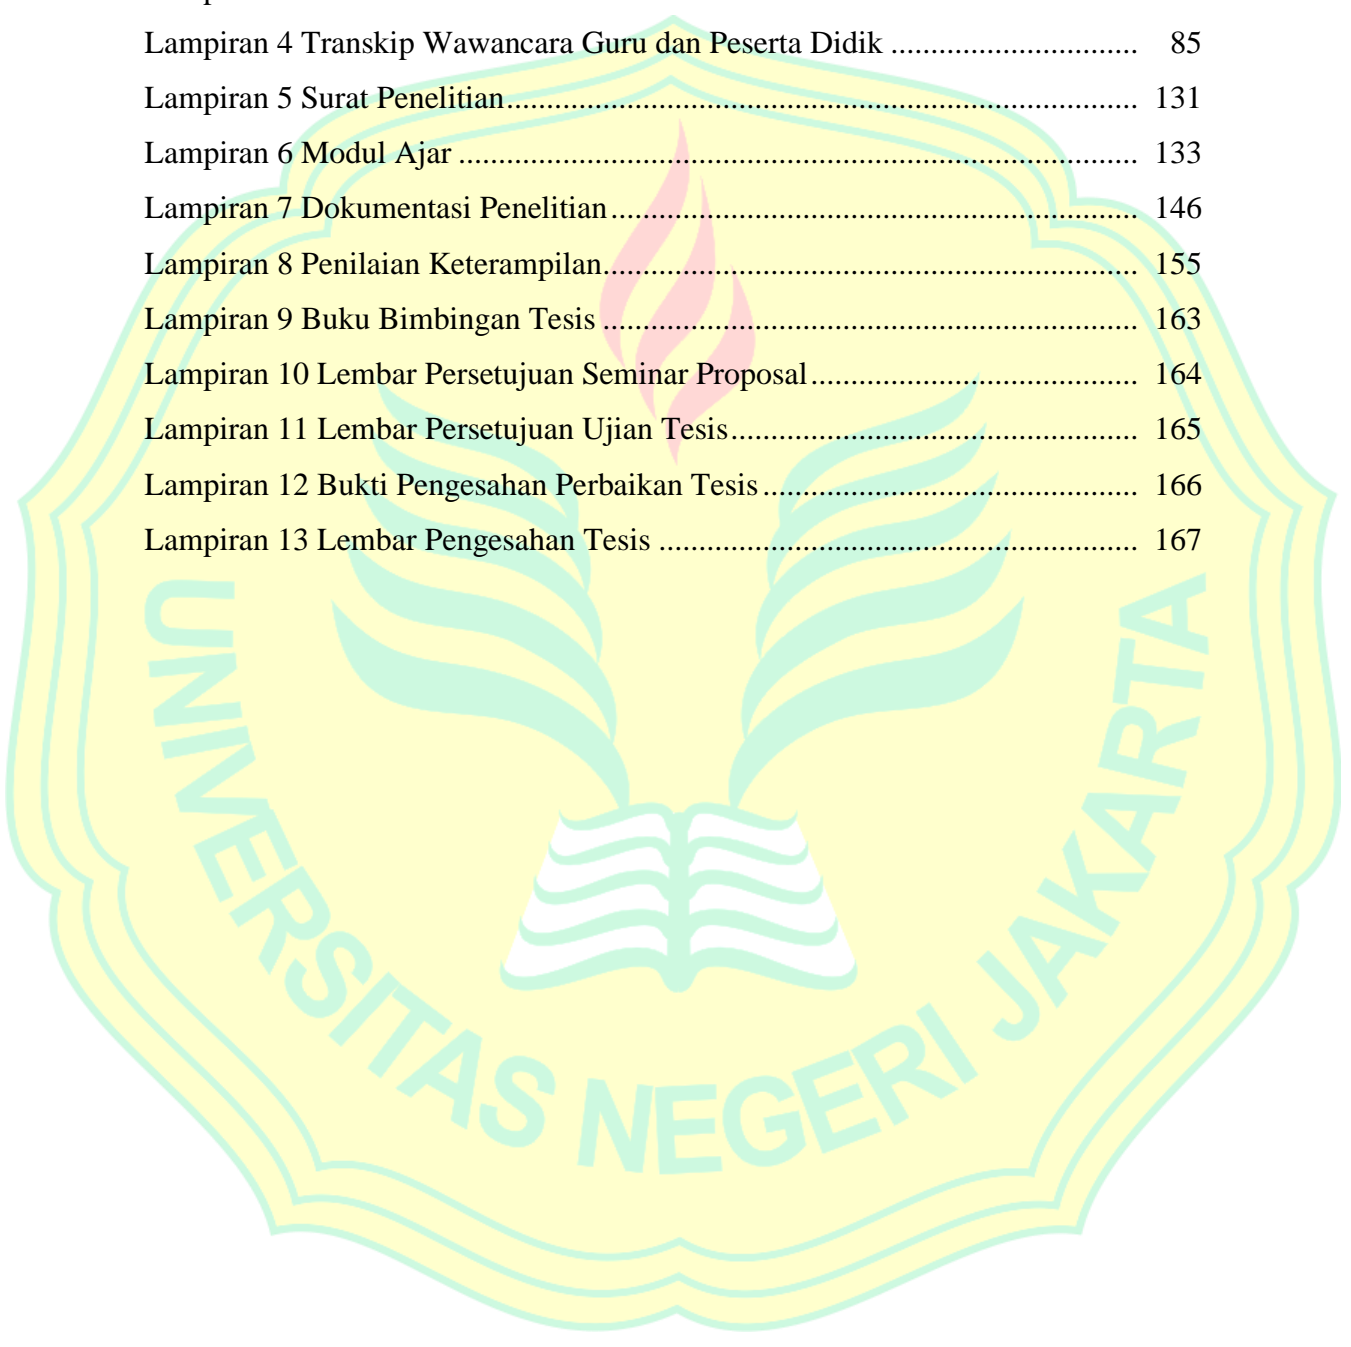 Lampiran 4 Transkip Wawancara Guru dan Peserta Didik ............................... 85
Lampiran 5 Surat Penelitian................................................................................ 131
Lampiran 6 Modul Ajar ...................................................................................... 133
Lampiran 7 Dokumentasi Penelitian................................................................... 146
Lampiran 8 Penilaian Keterampilan.................................................................... 155
Lampiran 9 Buku Bimbingan Tesis .................................................................... 163
Lampiran 10 Lembar Persetujuan Seminar Proposal......................................... 164
Lampiran 11 Lembar Persetujuan Ujian Tesis.................................................... 165
Lampiran 12 Bukti Pengesahan Perbaikan Tesis ............................................... 166
Lampiran 13 Lembar Pengesahan Tesis ............................................................ 167
UNIVERSITAS NEGERI JAKARTA